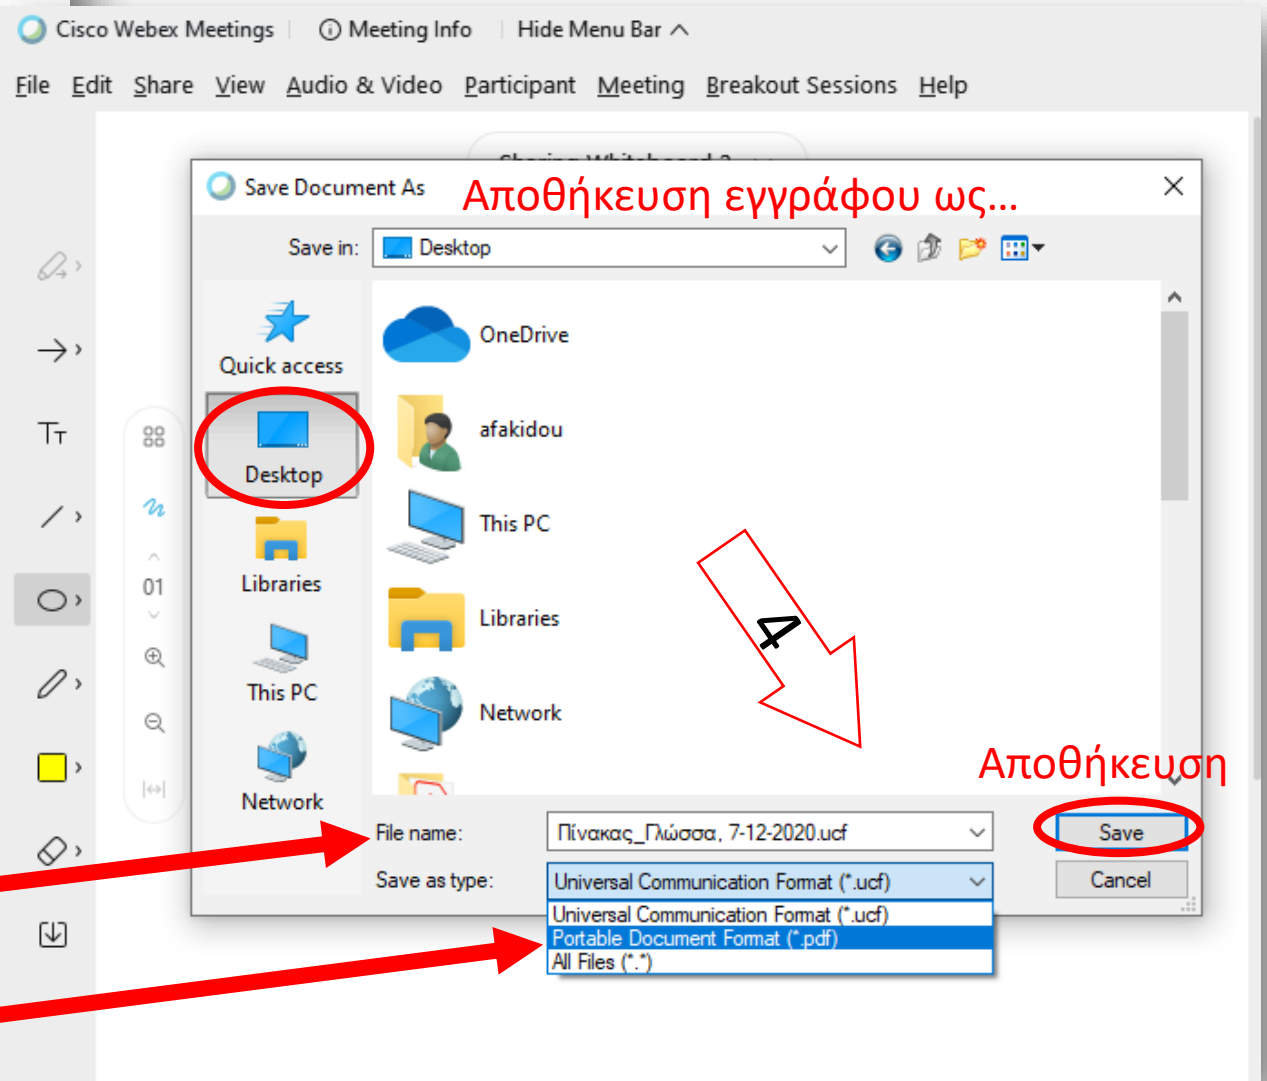 Cisco Webex Meetings Meeting Info Hide Menu Bar
File Edit Share View Audio & Video Participant Meeting Breakout Sessions Help
Save Document As Αποθήκευση εγγράφου ως...
Save in: Desktop
OneDrive
Quick access
afakidou
Desktop
This PC
Libraries
Libraries
This PC
Network
Network
01
Tт
4
Αποθήκευση
File name: Πίνακας_Γλώσσα, 7-12-2020.ucf Save
Save as type: Universal Communication Format (*.ucf) Cancel
Universal Communication Format (*.ucf)
Portable Document Format (*.pdf)
All Files (*.*)